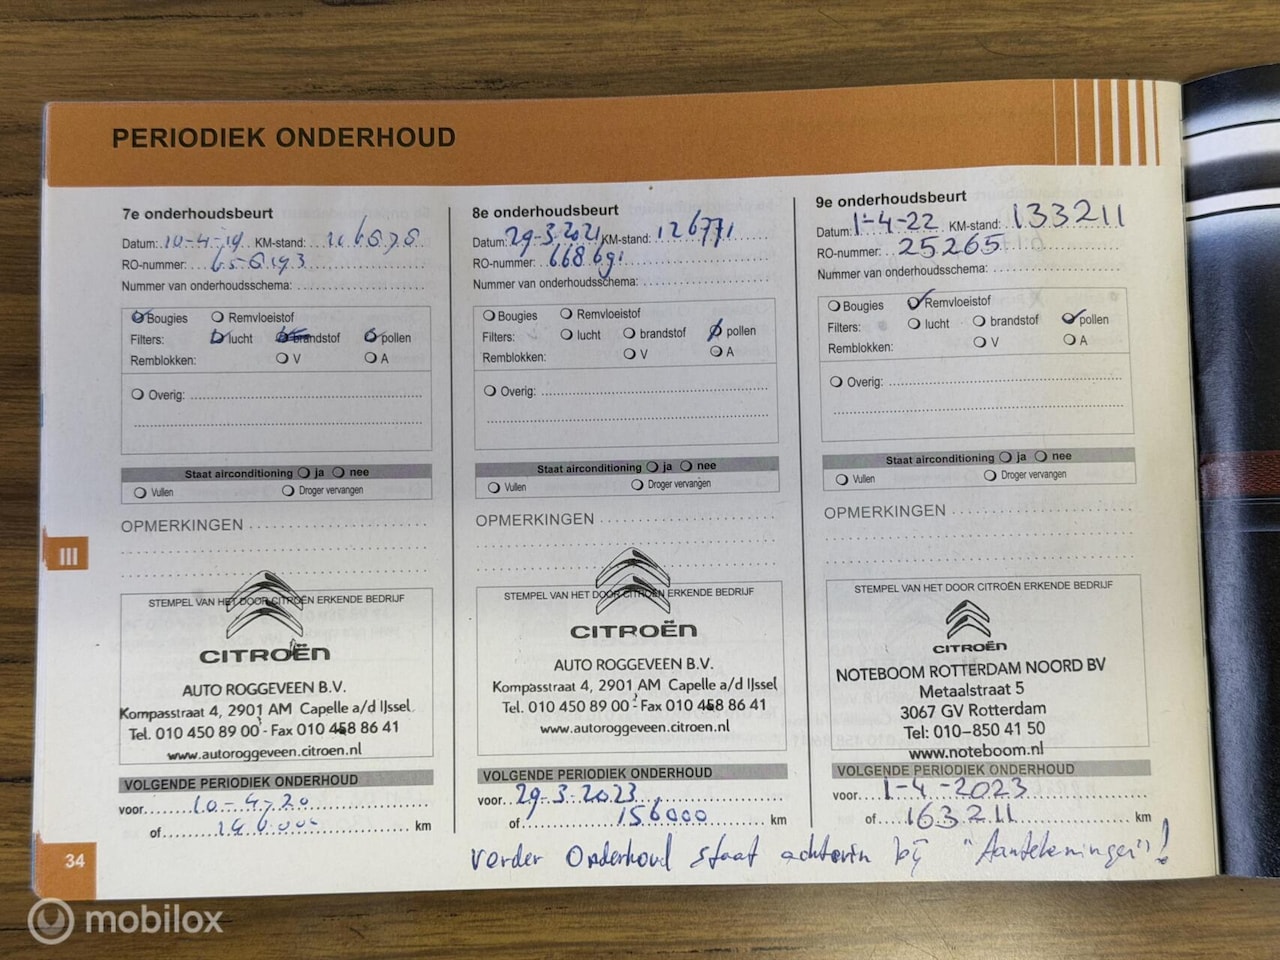 PERIODIEK ONDERHOUD
7e onderhoudsbeurt
Datum: 10-4-19 KM-stand: 116878
RO-nummer:
Nummer van onderhoudsschema:
Bougies Remvloeistof
Filters: lucht brandstof pollen
Remblokken: V A
Overig:
Staat airconditioning ja nee
Vullen Droger vervangen
OPMERKINGEN
STEMPEL VAN HET DOOR CITROËN ERKENDE BEDRIJF
CITROËN
AUTO ROGGEVEEN B.V.
Kompasstraat 4, 2901 AM Capelle a/d IJssel
Tel. 010 450 89 00 - Fax 010 458 86 41
www.autoroggeveen.citroen.nl
VOLGENDE PERIODIEK ONDERHOUD
voor 10-4-20
of 146000 km
8e onderhoudsbeurt
Datum: 29-3-2021 KM-stand: 126771
RO-nummer: 668691
Nummer van onderhoudsschema:
Bougies Remvloeistof
Filters: lucht brandstof pollen
Remblokken: V A
Overig:
Staat airconditioning ja nee
Vullen Droger vervangen
OPMERKINGEN
STEMPEL VAN HET DOOR CITROËN ERKENDE BEDRIJF
CITROËN
AUTO ROGGEVEEN B.V.
Kompasstraat 4, 2901 AM Capelle a/d IJssel
Tel. 010 450 89 00 - Fax 010 458 86 41
www.autoroggeveen.citroen.nl
VOLGENDE PERIODIEK ONDERHOUD
voor 29-3-2023
of 156000 km
9e onderhoudsbeurt
Datum: 1-4-22 KM-stand: 133211
RO-nummer: 25265
Nummer van onderhoudsschema:
Bougies Remvloeistof
Filters: lucht brandstof pollen
Remblokken: V A
Overig:
Staat airconditioning ja nee
Vullen Droger vervangen
OPMERKINGEN
STEMPEL VAN HET DOOR CITROËN ERKENDE BEDRIJF
CITROËN
NOTEBOOM ROTTERDAM NOORD BV
Metaalstraat 5
3067 GV Rotterdam
Tel: 010-850 41 50
www.noteboom.nl
VOLGENDE PERIODIEK ONDERHOUD
voor 1-4-2023
of 163211 km
verder Onderhoud staat achterin bij "Aantekeningen"!
III
34
mobilox